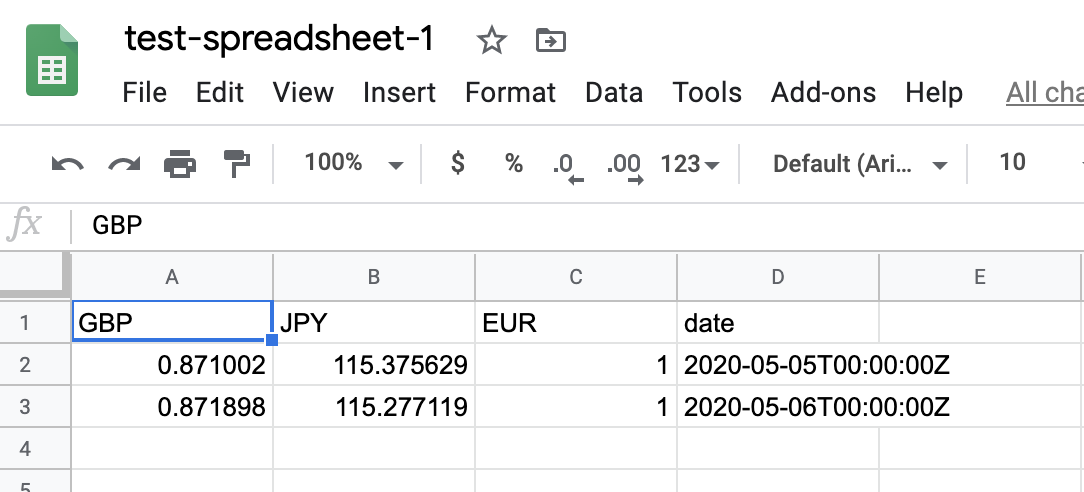 test-spreadsheet-1
File Edit View Insert Format Data Tools Add-ons Help All cha
100% $ % .0 .00 123 Default (Ari... 10
fx GBP
A B C D E
1 GBP JPY EUR date
2 0.871002 115.375629 1 2020-05-05T00:00:00Z
3 0.871898 115.277119 1 2020-05-06T00:00:00Z
4
5